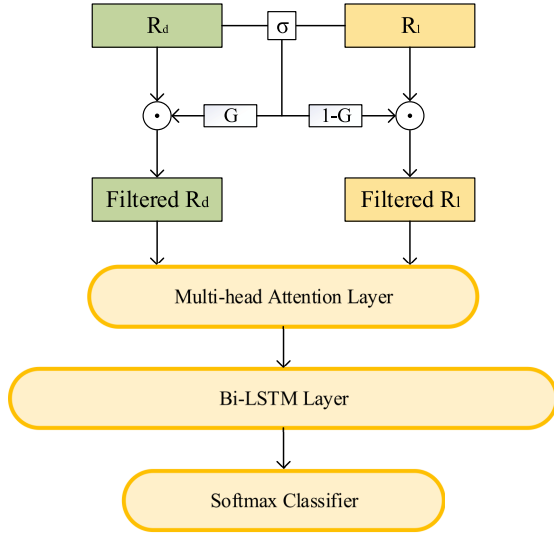 Rd σ Rl
G 1-G
Filtered Rd Filtered Rl
Multi-head Attention Layer
Bi-LSTM Layer
Softmax Classifier